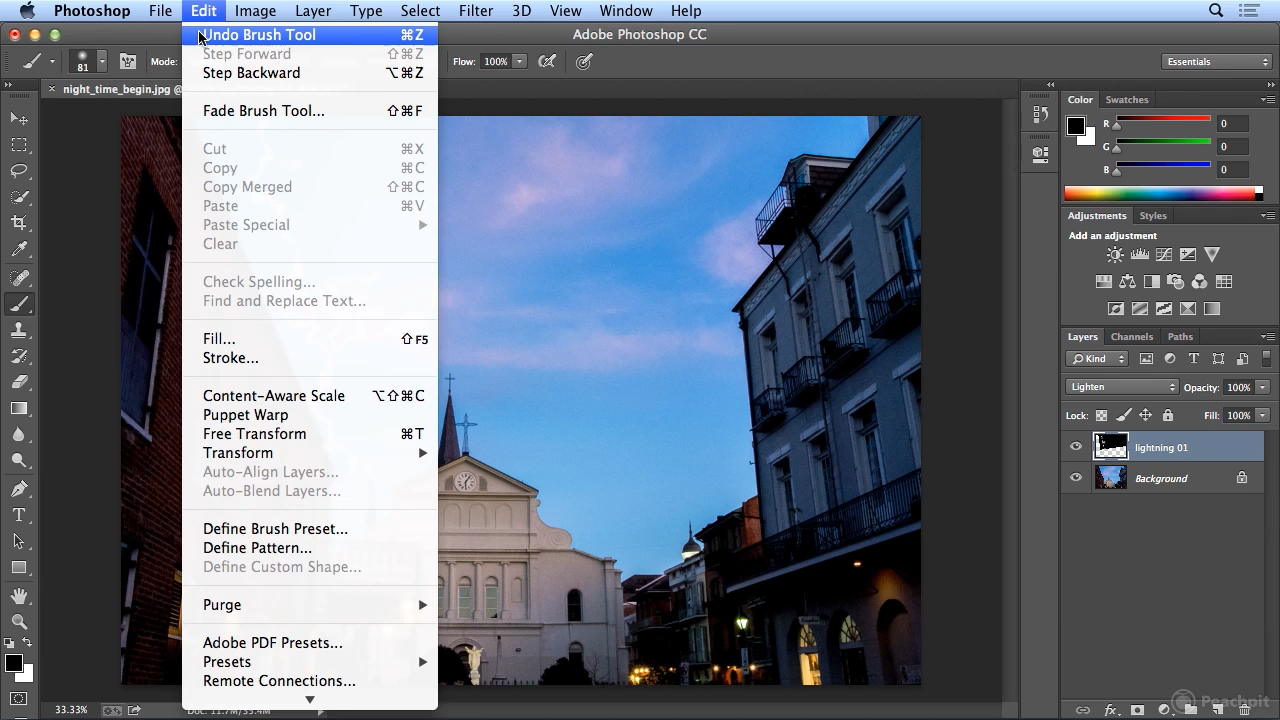 Photoshop File Edit Image Layer Type Select Filter 3D View Window Help
Adobe Photoshop CC
81 Mode: Flow: 100% Essentials
night_time_begin.jpg @
Undo Brush Tool ⌘Z
Step Forward ⇧⌘Z
Step Backward ⌥⌘Z
Fade Brush Tool... ⇧⌘F
Cut ⌘X
Copy ⌘C
Copy Merged ⇧⌘C
Paste ⌘V
Paste Special
Clear
Check Spelling...
Find and Replace Text...
Fill... ⇧F5
Stroke...
Content-Aware Scale ⌥⇧⌘C
Puppet Warp
Free Transform ⌘T
Transform
Auto-Align Layers...
Auto-Blend Layers...
Define Brush Preset...
Define Pattern...
Define Custom Shape...
Purge
Adobe PDF Presets...
Presets
Remote Connections...
Color Swatches
R 0
G 0
B 0
Adjustments Styles
Add an adjustment
Layers Channels Paths
Kind
Lighten Opacity: 100%
Lock: Fill: 100%
lightning 01
Background
33.33% Doc: 11.7M/35.4M
Peachpit